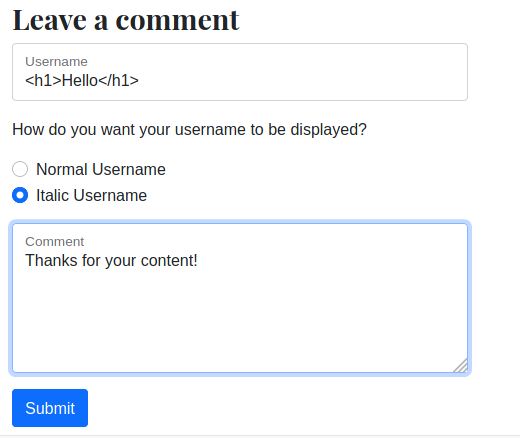 Leave a comment
Username
<h1>Hello</h1>
How do you want your username to be displayed?
Normal Username
Italic Username
Comment
Thanks for your content!
Submit